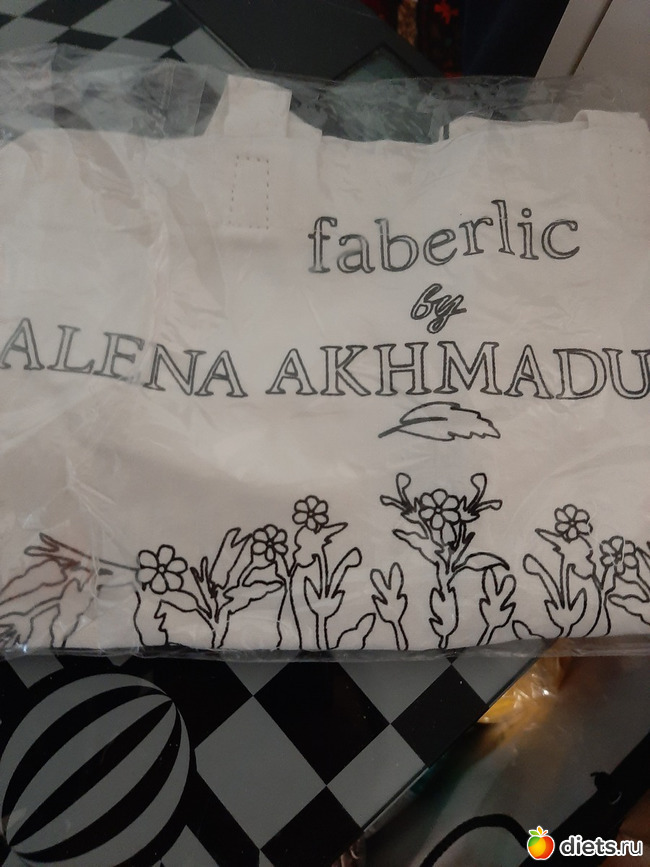 faberlic
by
ALENA AKHMADU
diets.ru